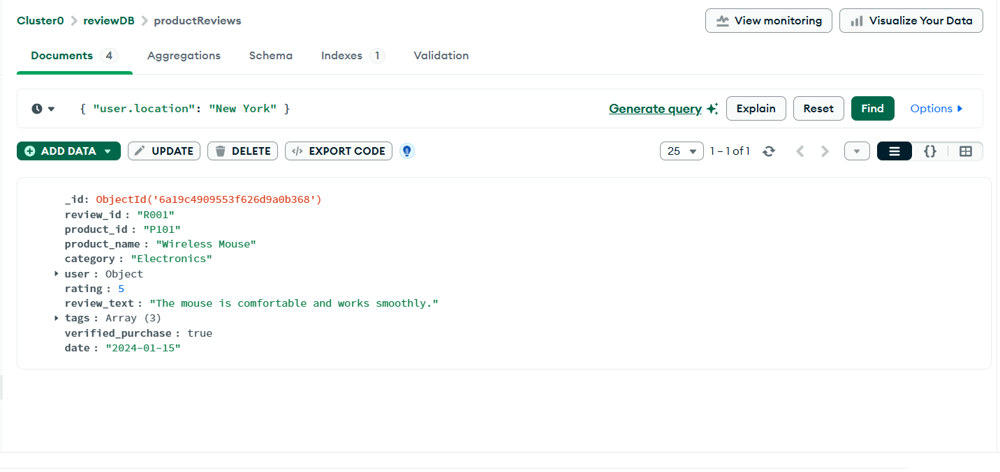 Cluster0 reviewDB productReviews
View monitoring
Visualize Your Data
Documents 4 Aggregations Schema Indexes 1 Validation
{ "user.location": "New York" }
Generate query Explain Reset Find Options
ADD DATA UPDATE DELETE </> EXPORT CODE 25 1 – 1 of 1 {}
_id: ObjectId('6a19c4909553f626d9a0b368')
review_id : "R001"
product_id : "P101"
product_name : "Wireless Mouse"
category : "Electronics"
user : Object
rating : 5
review_text : "The mouse is comfortable and works smoothly."
tags : Array (3)
verified_purchase : true
date : "2024-01-15"